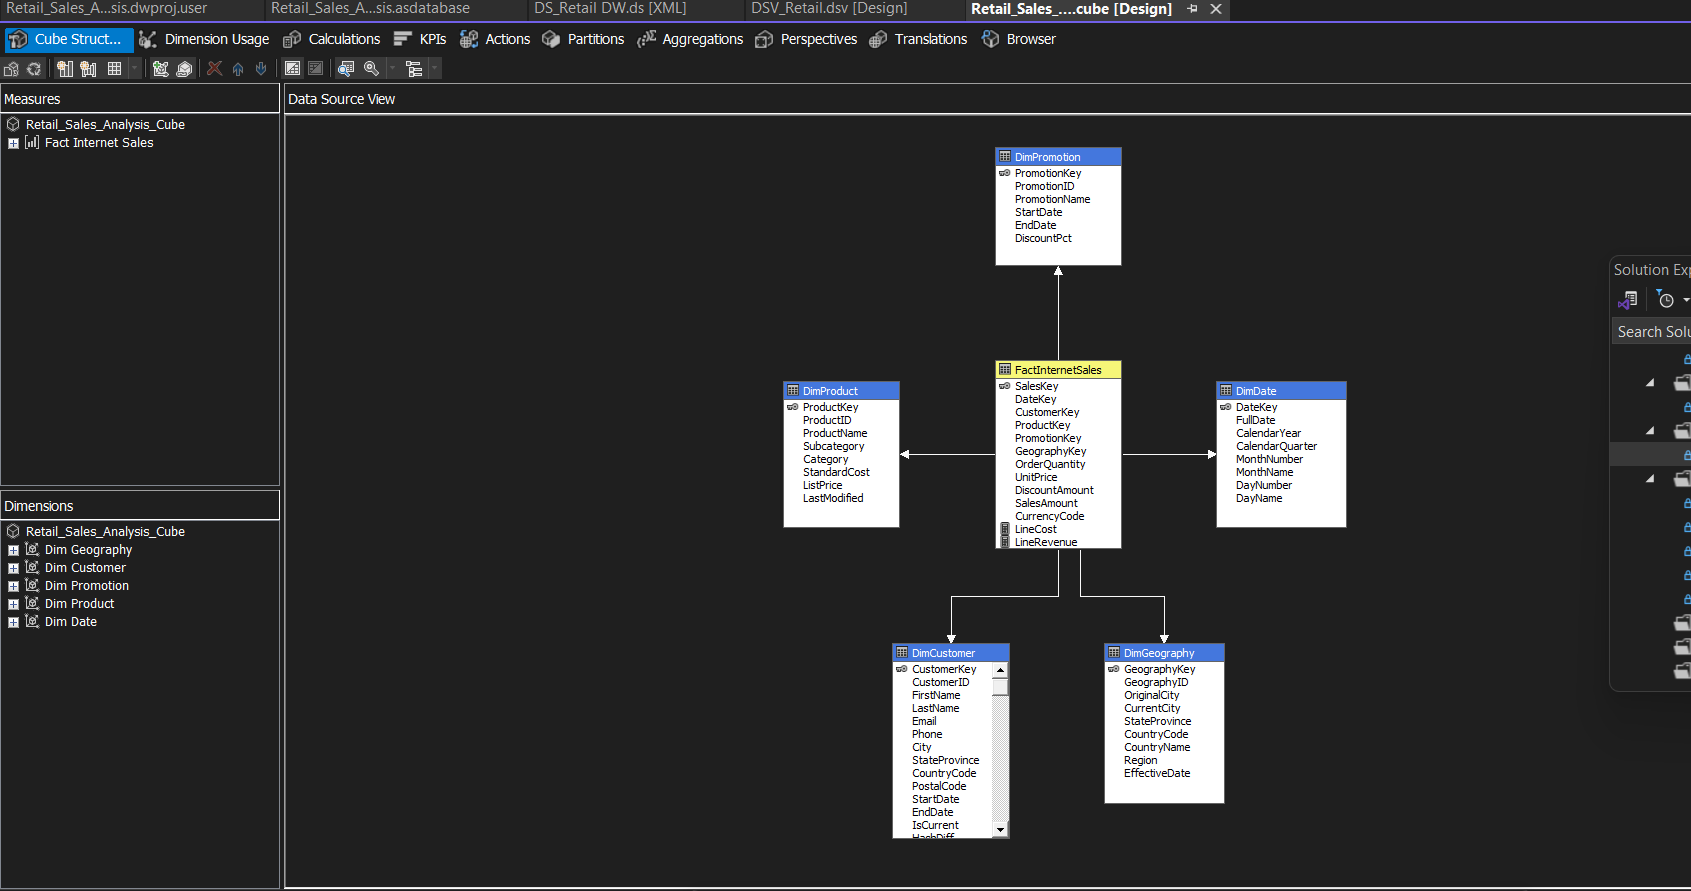 Retail_Sales_A...sis.dwproj.user
Retail_Sales_A...sis.asdatabase
DS_Retail DW.ds [XML]
DSV_Retail.dsv [Design]
Retail_Sales_....cube [Design]
Cube Struct...
Dimension Usage
Calculations
KPIs
Actions
Partitions
Aggregations
Perspectives
Translations
Browser
Measures
Retail_Sales_Analysis_Cube
Fact Internet Sales
Dimensions
Retail_Sales_Analysis_Cube
Dim Geography
Dim Customer
Dim Promotion
Dim Product
Dim Date
Data Source View
DimPromotion
PromotionKey
PromotionID
PromotionName
StartDate
EndDate
DiscountPct
DimProduct
ProductKey
ProductID
ProductName
Subcategory
Category
StandardCost
ListPrice
LastModified
FactInternetSales
SalesKey
DateKey
CustomerKey
ProductKey
PromotionKey
GeographyKey
OrderQuantity
UnitPrice
DiscountAmount
SalesAmount
CurrencyCode
LineCost
LineRevenue
DimDate
DateKey
FullDate
CalendarYear
CalendarQuarter
MonthNumber
MonthName
DayNumber
DayName
DimCustomer
CustomerKey
CustomerID
FirstName
LastName
Email
Phone
City
StateProvince
CountryCode
PostalCode
StartDate
EndDate
IsCurrent
HashDiff
DimGeography
GeographyKey
GeographyID
OriginalCity
CurrentCity
StateProvince
CountryCode
CountryName
Region
EffectiveDate
Solution Exp
Search Solu